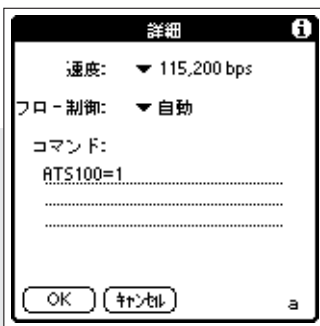 詳細
速度: 115,200 bps
フロー制御: 自動
コマンド:
ATS100=1
OK キャンセル a